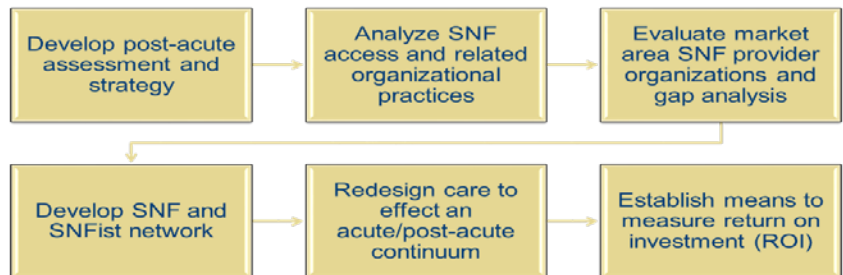 Develop post-acute
assessment and
strategy
Analyze SNF
access and related
organizational
practices
Evaluate market
area SNF provider
organizations and
gap analysis
Develop SNF and
SNFist network
Redesign care to
effect an
acute/post-acute
continuum
Establish means to
measure return on
investment (ROI)